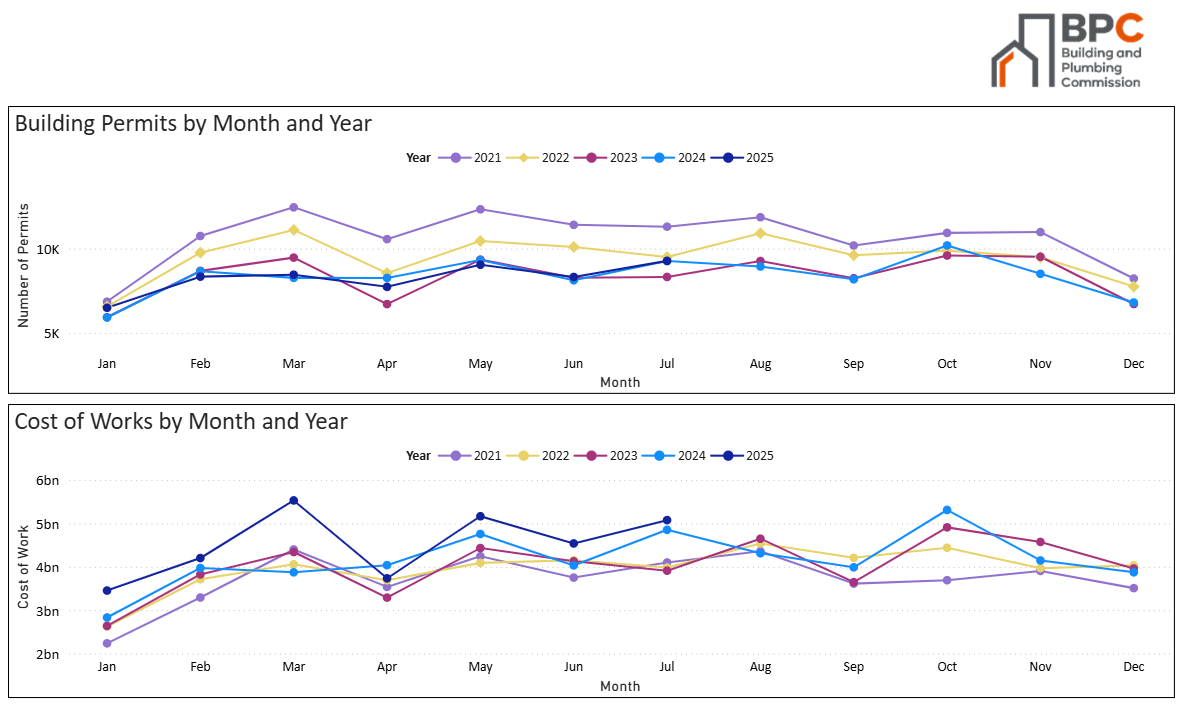 BPC
Building and
Plumbing
Commission
Building Permits by Month and Year
Year 2021 2022 2023 2024 2025
Number of Permits
10K
5K
Jan Feb Mar Apr May Jun Jul Aug Sep Oct Nov Dec
Month
Cost of Works by Month and Year
Year 2021 2022 2023 2024 2025
Cost of Work
6bn
5bn
4bn
3bn
2bn
Jan Feb Mar Apr May Jun Jul Aug Sep Oct Nov Dec
Month